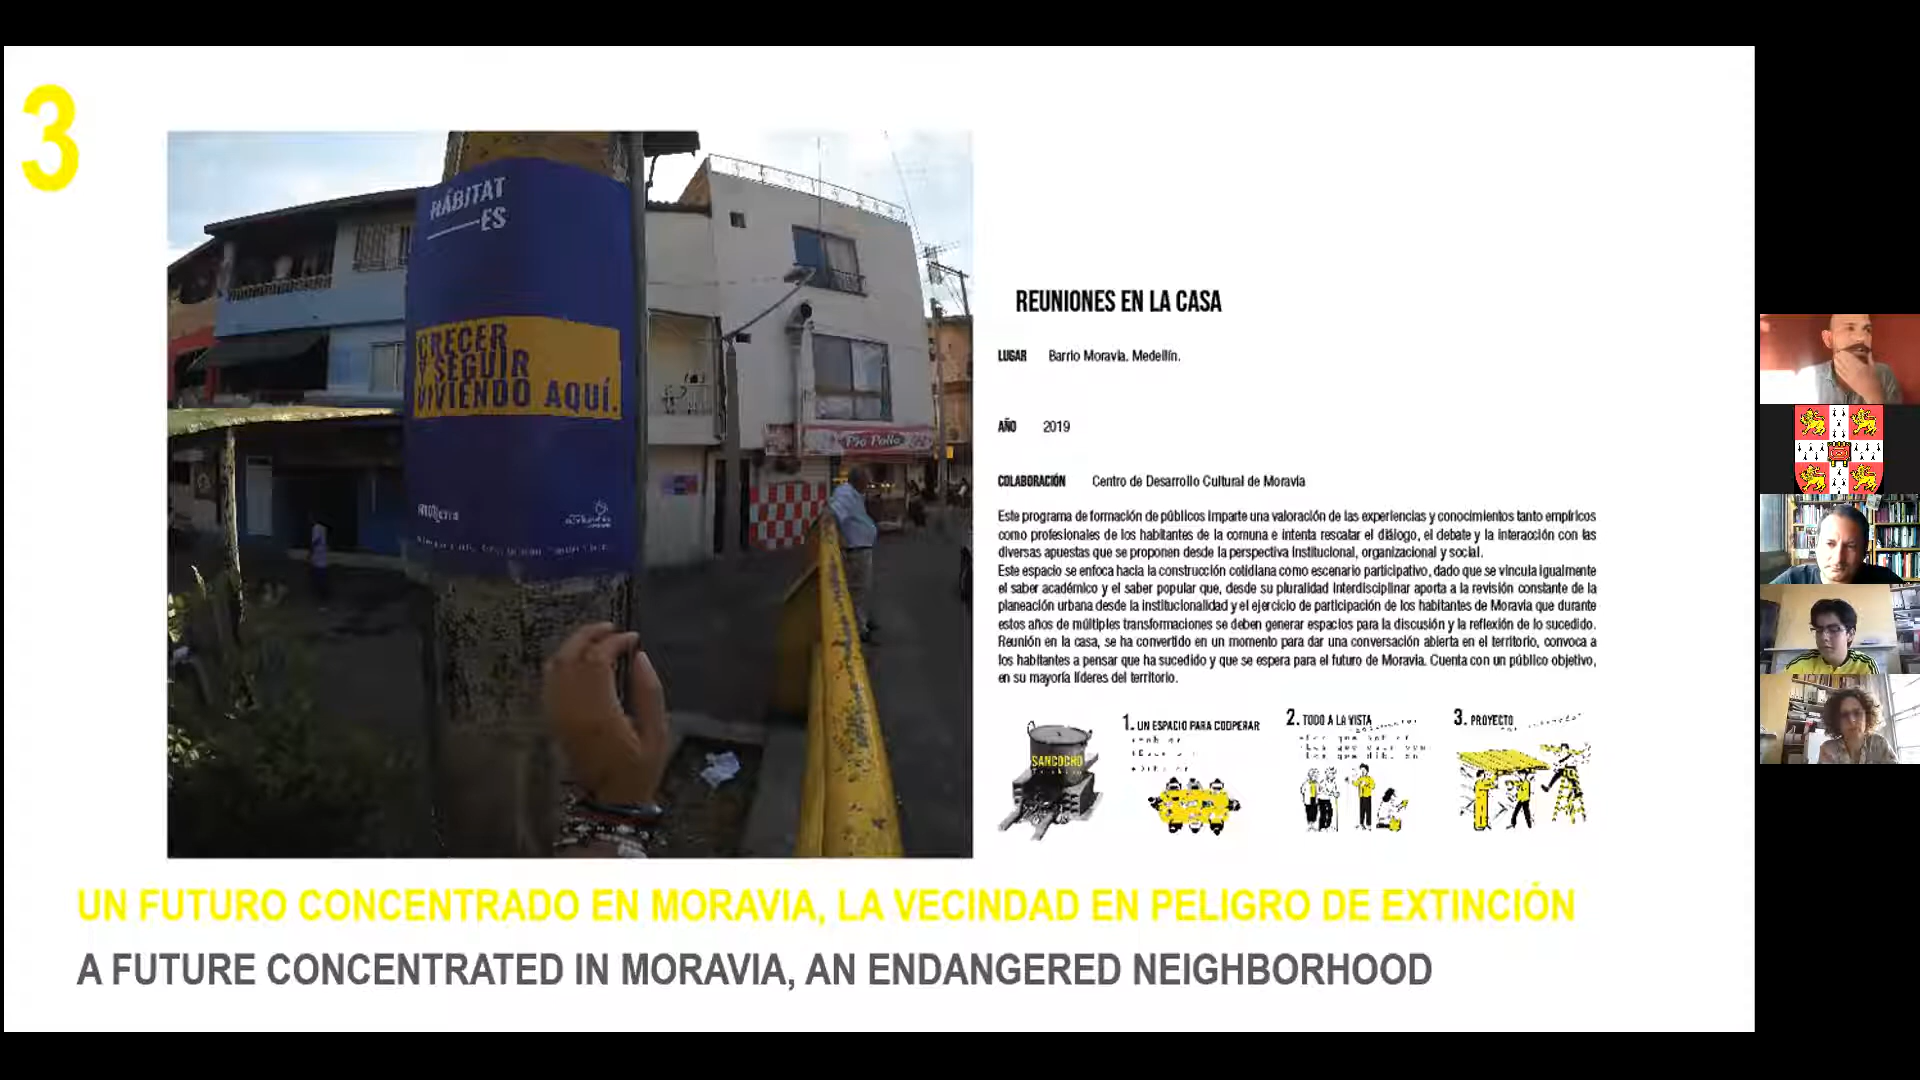 3
HÁBITAT
ES
CRECER
Y SEGUIR
VIVIENDO AQUÍ.
Pio Pollo
REUNIONES EN LA CASA
LUGAR Barrio Moravia. Medellín.
AÑO 2019
COLABORACIÓN Centro de Desarrollo Cultural de Moravia
Este programa de formación de públicos imparte una valoración de las experiencias y conocimientos tanto empíricos
como profesionales de los habitantes de la comuna e intenta rescatar el diálogo, el debate y la interacción con las
diversas apuestas que se proponen desde la perspectiva institucional, organizacional y social.
Este espacio se enfoca hacia la construcción cotidiana como escenario participativo, dado que se vincula igualmente
el saber académico y el saber popular que, desde su pluralidad interdisciplinar aporta a la revisión constante de la
planeación urbana desde la institucionalidad y el ejercicio de participación de los habitantes de Moravia que durante
estos años de múltiples transformaciones se deben generar espacios para la discusión y la reflexión de lo sucedido.
Reunión en la casa, se ha convertido en un momento para dar una conversación abierta en el territorio, convoca a
los habitantes a pensar que ha sucedido y que se espera para el futuro de Moravia. Cuenta con un público objetivo,
en su mayoría líderes del territorio.
SANCOCHO
1. UN ESPACIO PARA COOPERAR
2. TODO A LA VISTA
3. PROYECTO
UN FUTURO CONCENTRADO EN MORAVIA, LA VECINDAD EN PELIGRO DE EXTINCIÓN
A FUTURE CONCENTRATED IN MORAVIA, AN ENDANGERED NEIGHBORHOOD